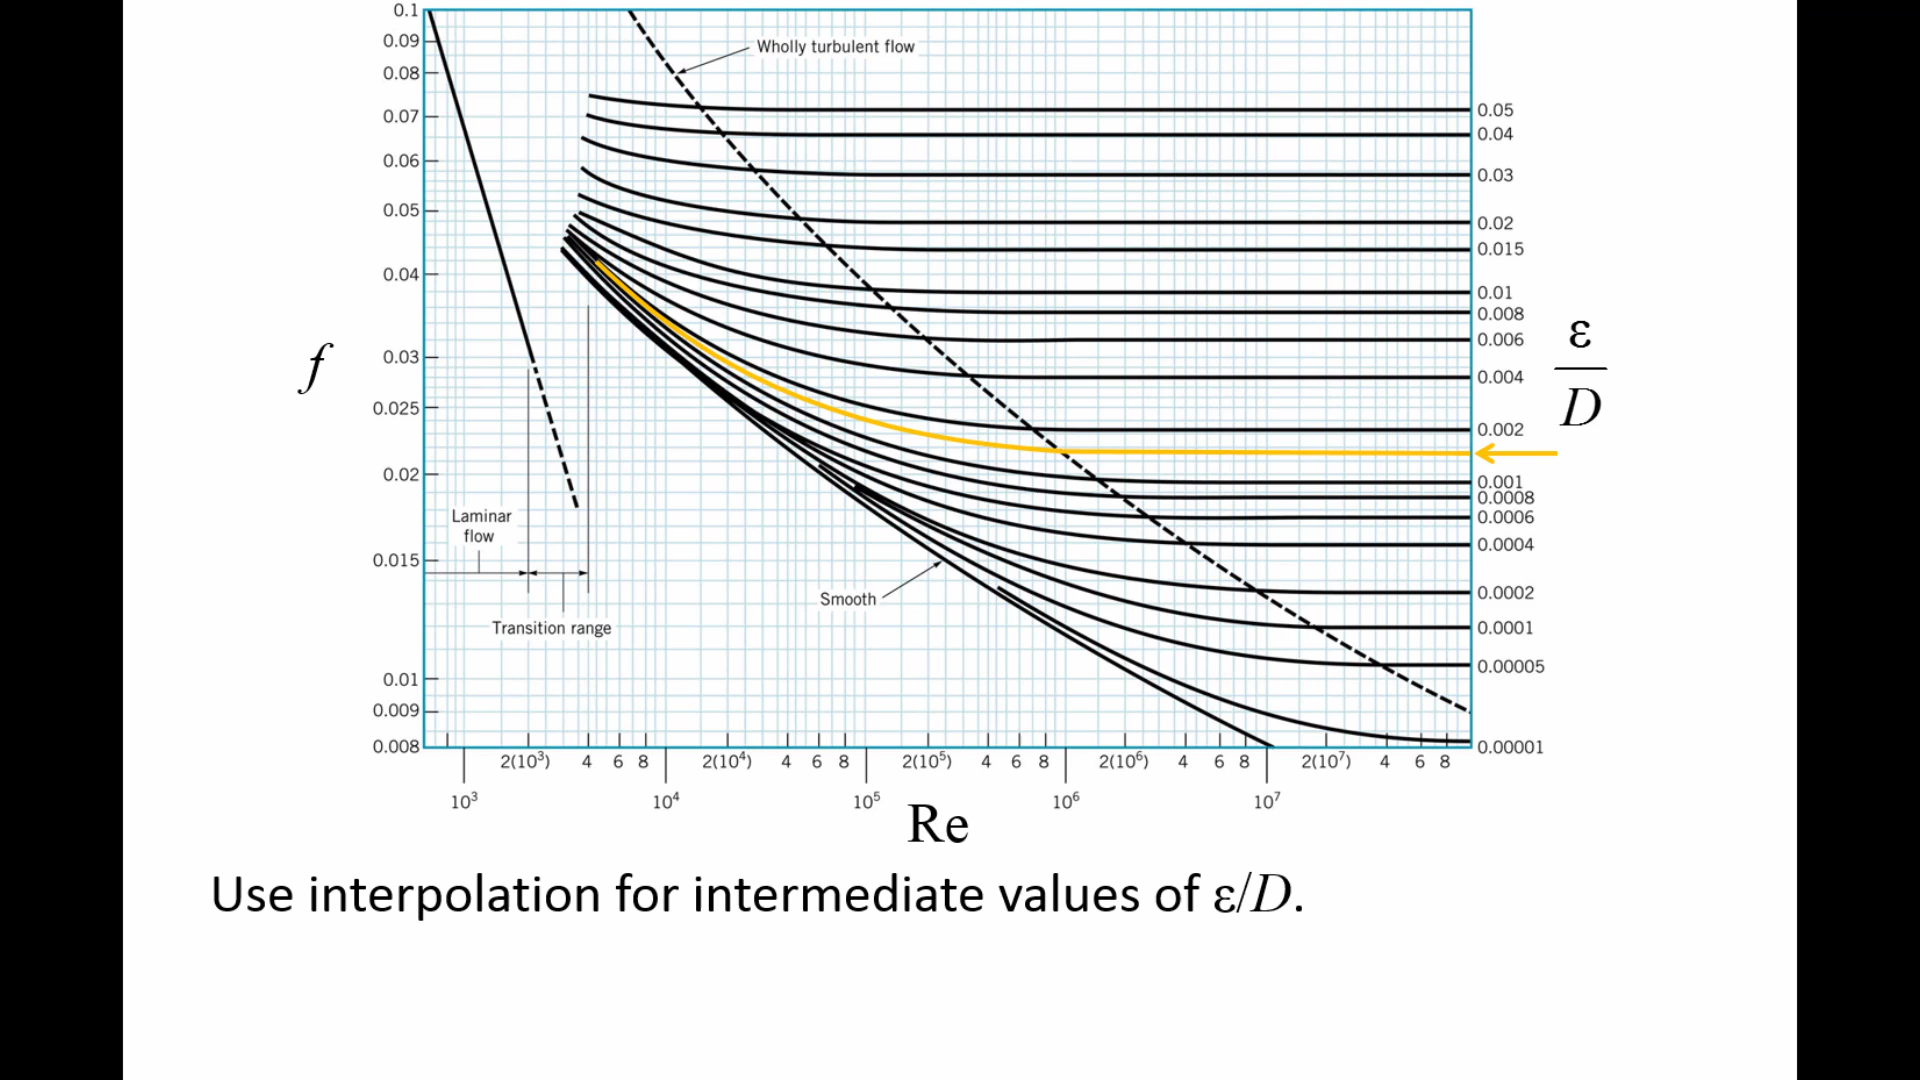 0.1
0.09
0.08
0.07
0.06
0.05
0.04
0.03
0.025
0.02
0.015
0.01
0.009
0.008
f
Wholly turbulent flow
Laminar
flow
Transition range
Smooth
0.05
0.04
0.03
0.02
0.015
0.01
0.008
0.006
0.004
0.002
0.001
0.0008
0.0006
0.0004
0.0002
0.0001
0.00005
0.00001
ε
D
2(10³) 4 6 8 2(10⁴) 4 6 8 2(10⁵) 4 6 8 2(10⁶) 4 6 8 2(10⁷) 4 6 8
10³ 10⁴ 10⁵ 10⁶ 10⁷
Re
Use interpolation for intermediate values of ε/D.